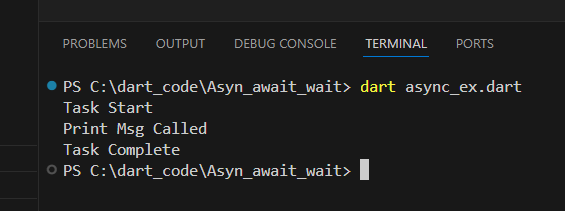 PROBLEMS OUTPUT DEBUG CONSOLE TERMINAL PORTS
PS C:\dart_code\Asyn_await_wait> dart async_ex.dart
Task Start
Print Msg Called
Task Complete
PS C:\dart_code\Asyn_await_wait>